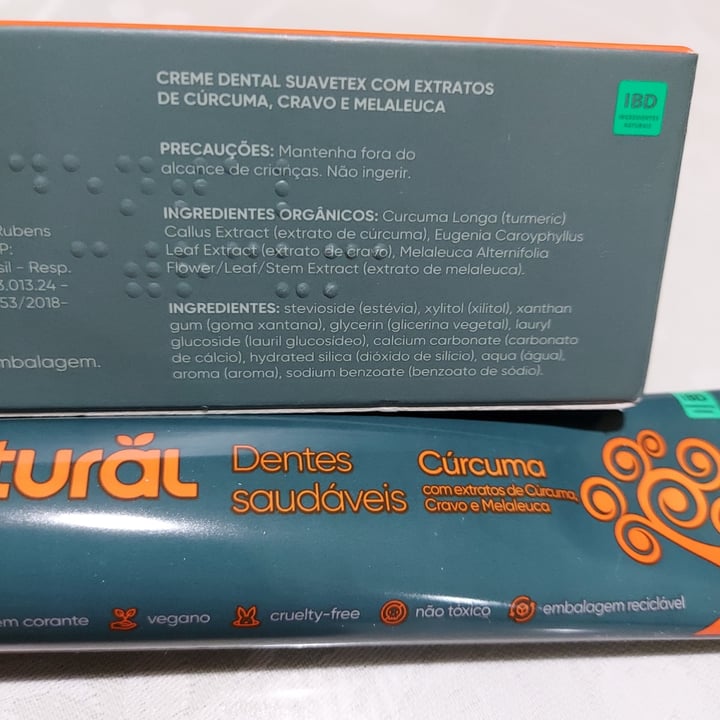 CREME DENTAL SUAVETEX COM EXTRATOS
DE CÚRCUMA, CRAVO E MELALEUCA
IBD
INGREDIENTES
NATURAIS
PRECAUÇÕES: Mantenha fora do
alcance de crianças. Não ingerir.
INGREDIENTES ORGÂNICOS: Curcuma Longa (turmeric)
Callus Extract (extrato de cúrcuma), Eugenia Caroyphyllus
Leaf Extract (extrato de cravo), Melaleuca Alternifolia
Flower/Leaf/Stem Extract (extrato de melaleuca).
INGREDIENTES: stevioside (estévia), xylitol (xilitol), xanthan
gum (goma xantana), glycerin (glicerina vegetal), lauryl
glucoside (lauril glucosídeo), calcium carbonate (carbonato
de cálcio), hydrated silica (dióxido de silício), aqua (água),
aroma (aroma), sodium benzoate (benzoato de sódio).
Rubens
P:
sil - Resp.
3.013.24 -
53/2018-
mbalagem.
IBD
tural
Dentes
saudáveis
Cúrcuma
com extratos de Cúrcuma,
Cravo e Melaleuca
em corante
vegano
cruelty-free
não tóxico
embalagem reciclável